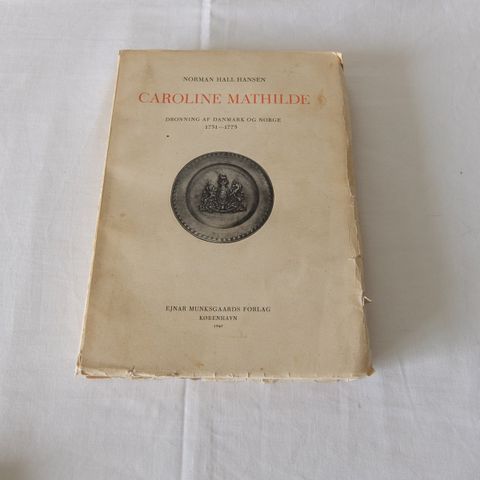 NORMAN HALL HANSEN
CAROLINE MATHILDE
DRONNING AF DANMARK OG NORGE
1751—1775
EJNAR MUNKSGAARDS FORLAG
KØBENHAVN